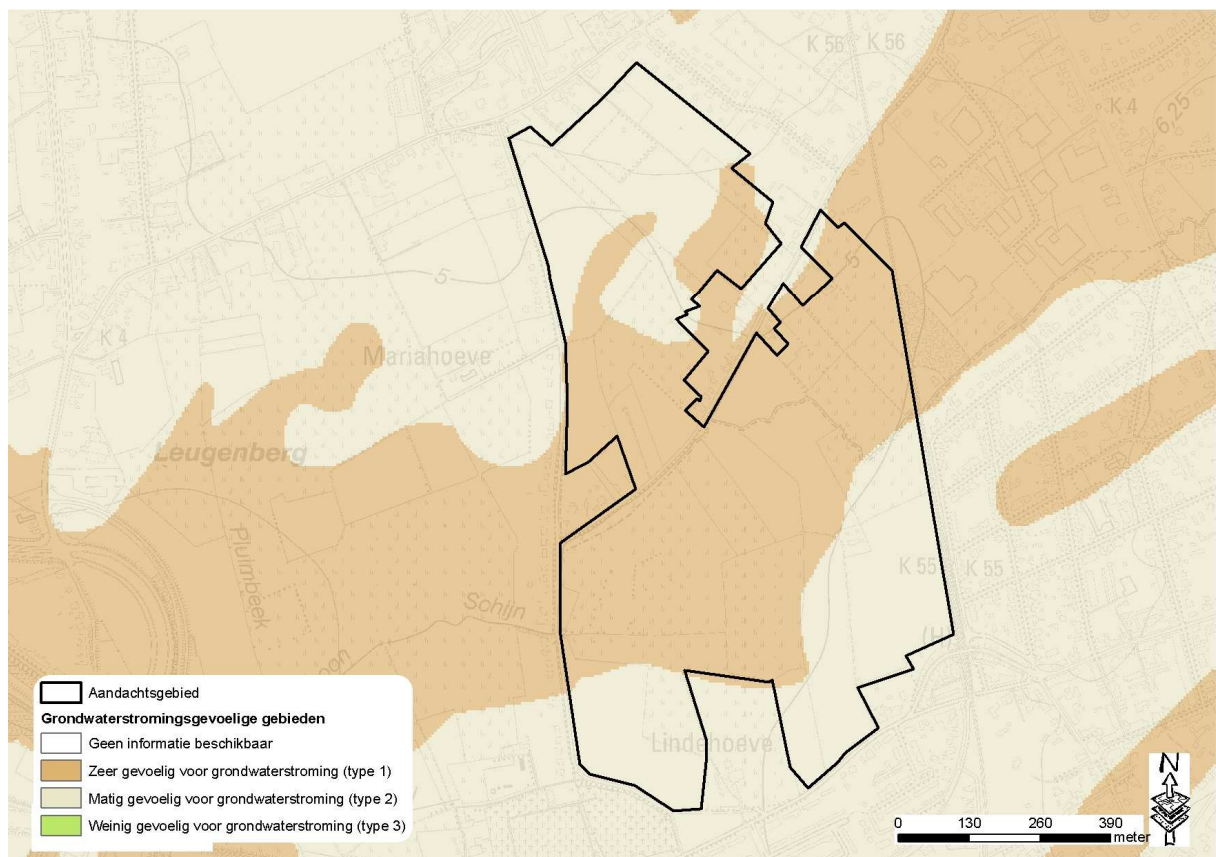 K 56
K 56
K 4
6,25
5
5
K 4
Mariahoeve
Leugenberg
Pluimbeek
K 55
K 55
Schijn
(H
Lindehoeve
Aandachtsgebied
Grondwaterstromingsgevoelige gebieden
Geen informatie beschikbaar
Zeer gevoelig voor grondwaterstroming (type 1)
Matig gevoelig voor grondwaterstroming (type 2)
Weinig gevoelig voor grondwaterstroming (type 3)
N
0 130 260 390
meter